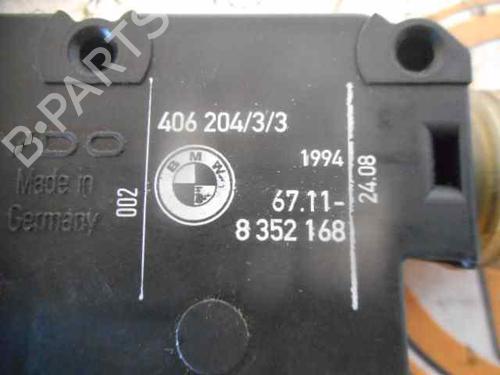 406 204/3/3
BMW
1994
67.11-
8 352 168
24.08
002
Made in
Germany
B-PARTS